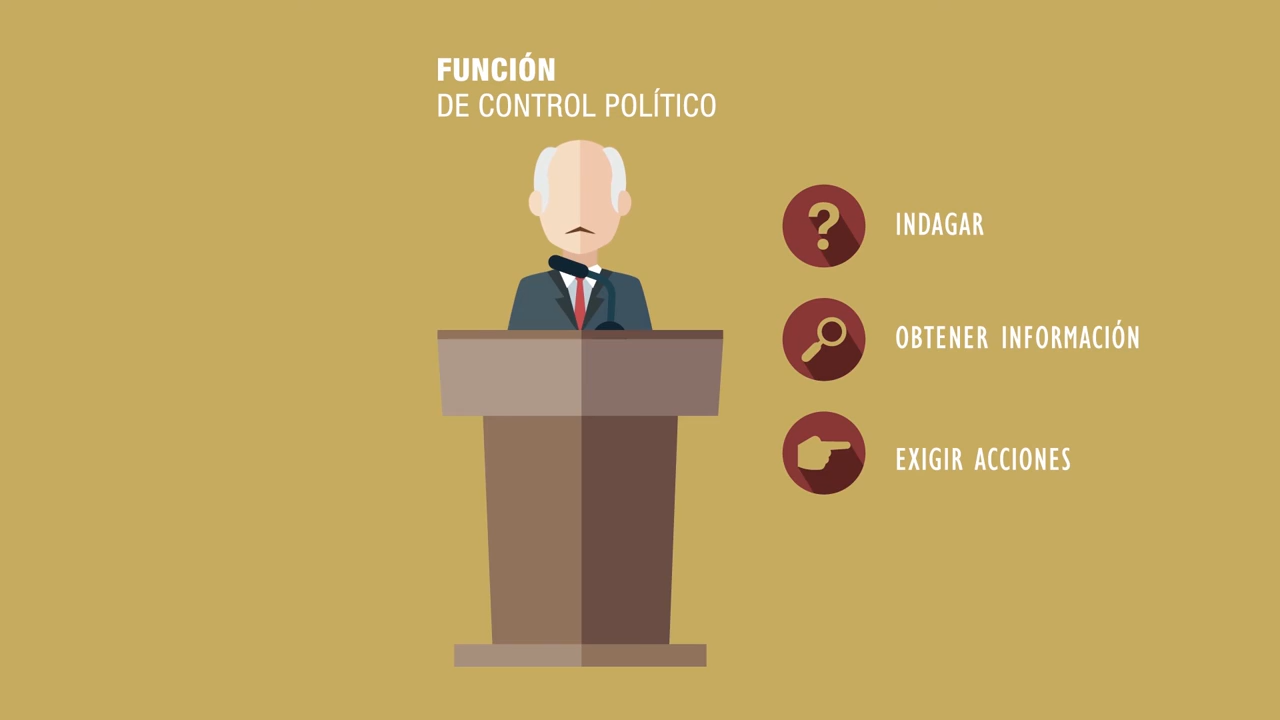 FUNCIÓN
DE CONTROL POLÍTICO
INDAGAR
OBTENER INFORMACIÓN
EXIGIR ACCIONES